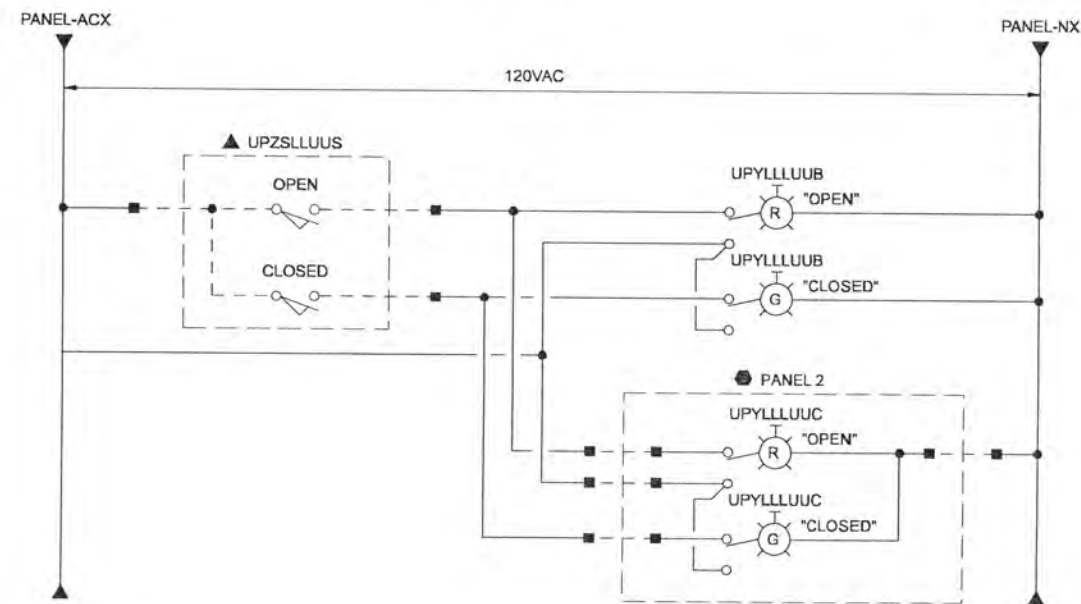 PANEL-ACX
PANEL-NX
120VAC
UPZSLLUUS
OPEN
UPYLLLUUB
R "OPEN"
CLOSED
UPYLLLUUB
G "CLOSED"
PANEL 2
UPYLLLUUC
R "OPEN"
UPYLLLUUC
G "CLOSED"